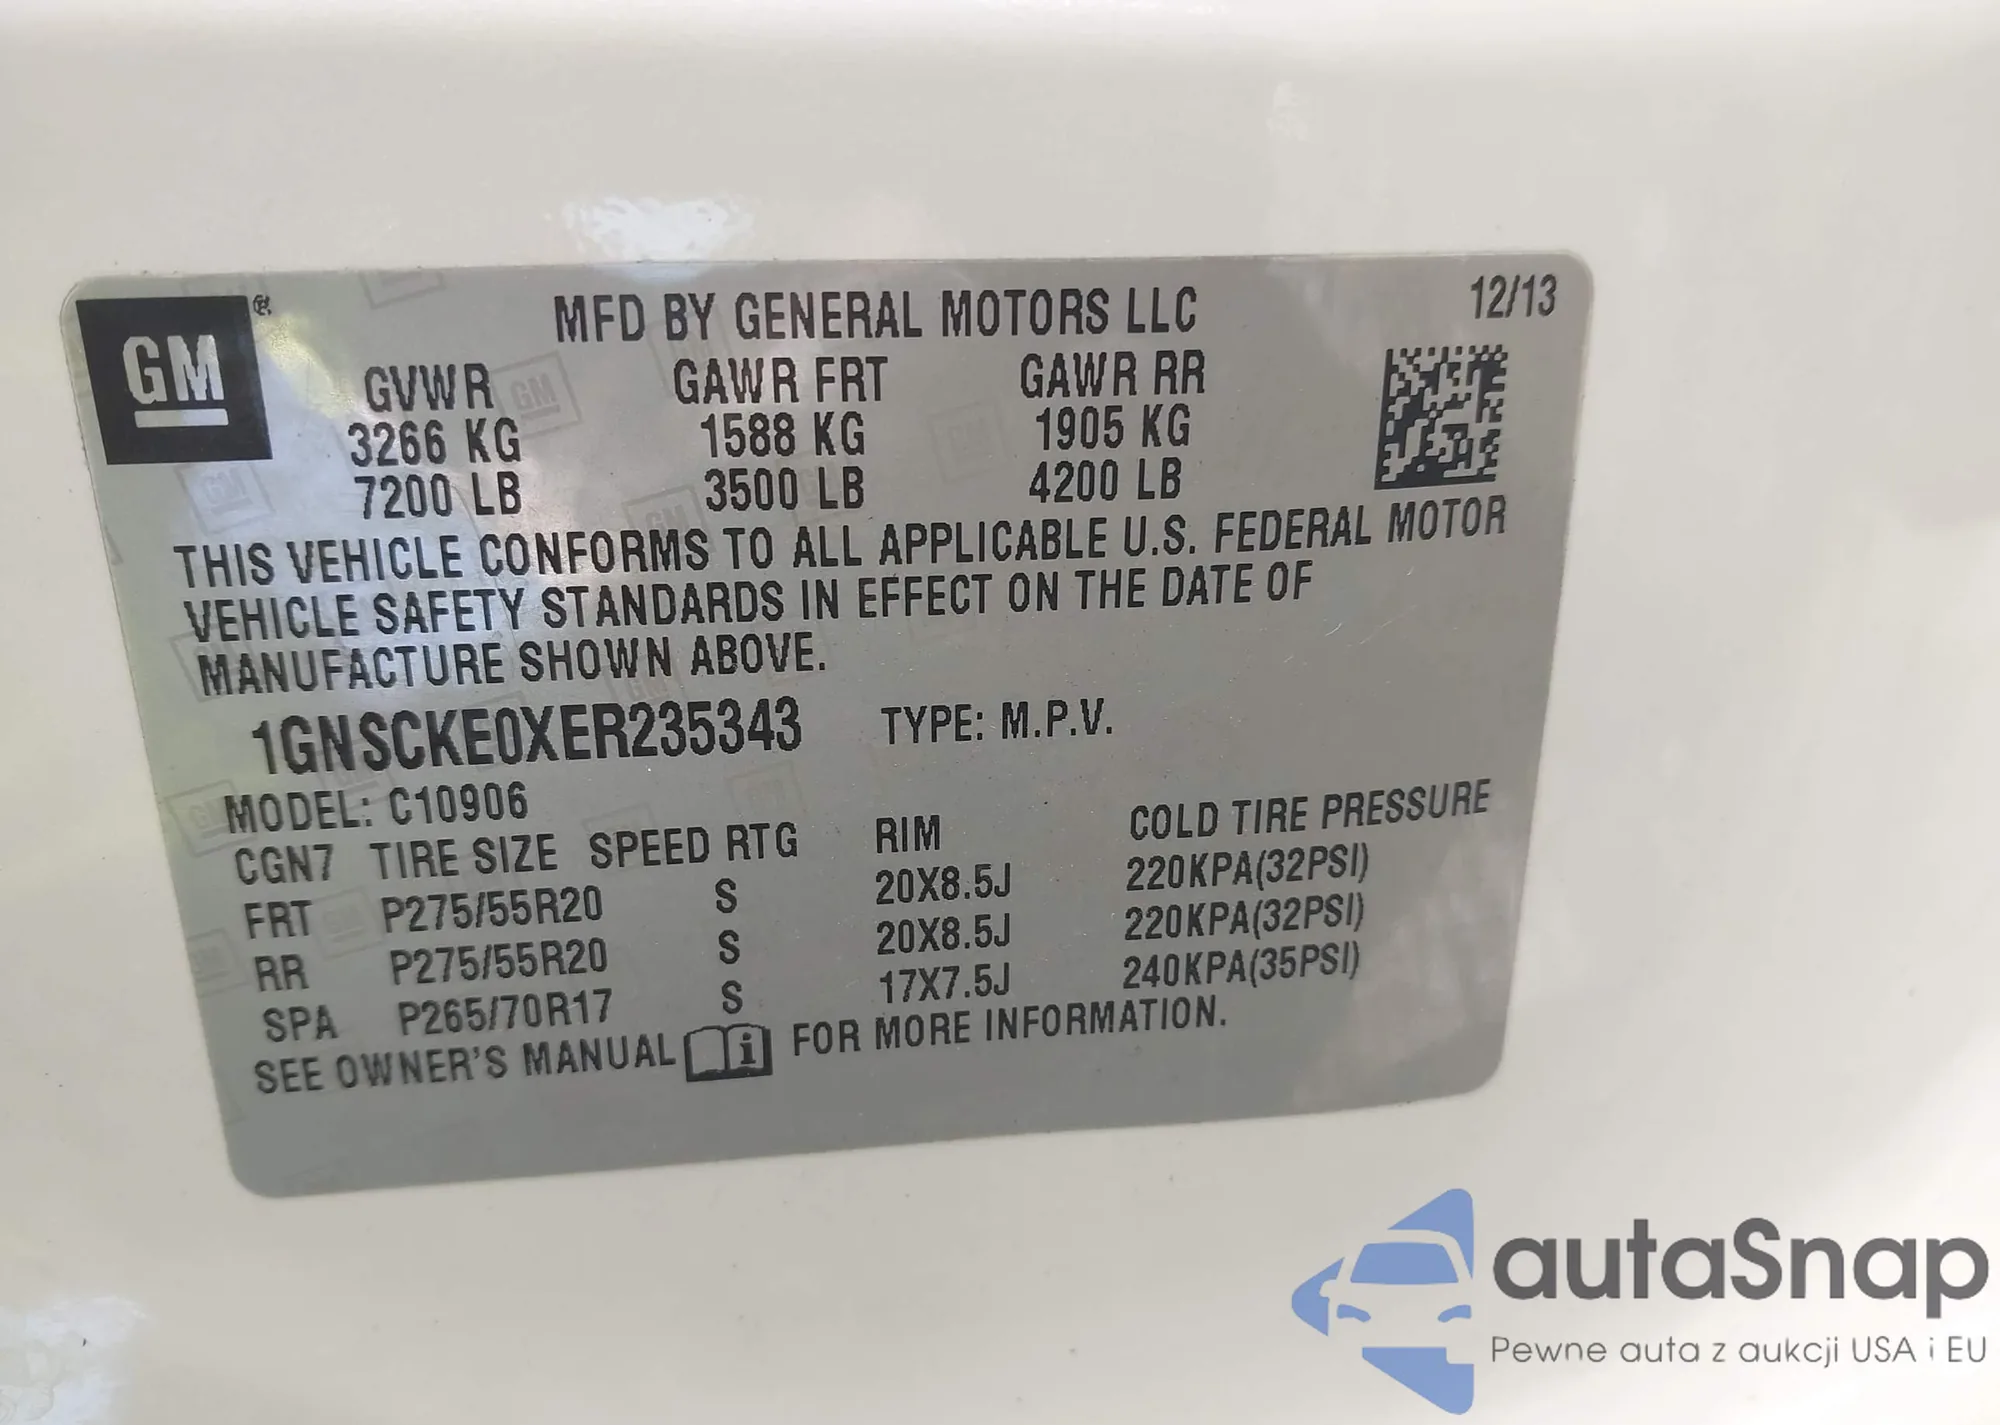 GM
MFD BY GENERAL MOTORS LLC 12/13
GVWR GAWR FRT GAWR RR
3266 KG 1588 KG 1905 KG
7200 LB 3500 LB 4200 LB
THIS VEHICLE CONFORMS TO ALL APPLICABLE U.S. FEDERAL MOTOR
VEHICLE SAFETY STANDARDS IN EFFECT ON THE DATE OF
MANUFACTURE SHOWN ABOVE.
1GNSCKE0XER235343 TYPE: M.P.V.
MODEL: C10906
CGN7 TIRE SIZE SPEED RTG RIM COLD TIRE PRESSURE
FRT P275/55R20 S 20X8.5J 220KPA(32PSI)
RR P275/55R20 S 20X8.5J 220KPA(32PSI)
SPA P265/70R17 S 17X7.5J 240KPA(35PSI)
SEE OWNER'S MANUAL i FOR MORE INFORMATION.
autaSnap
Pewne auta z aukcji USA i EU